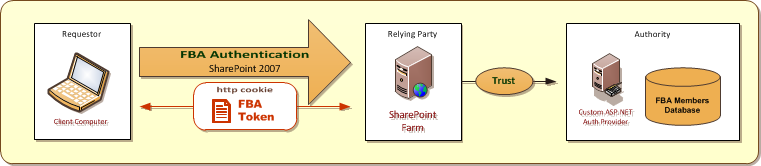 Requestor
Client Computer
FBA Authentication
SharePoint 2007
http cookie
FBA
Token
Relying Party
SharePoint
Farm
Trust
Authority
Custom ASP.NET
Auth Provider
FBA Members
Database